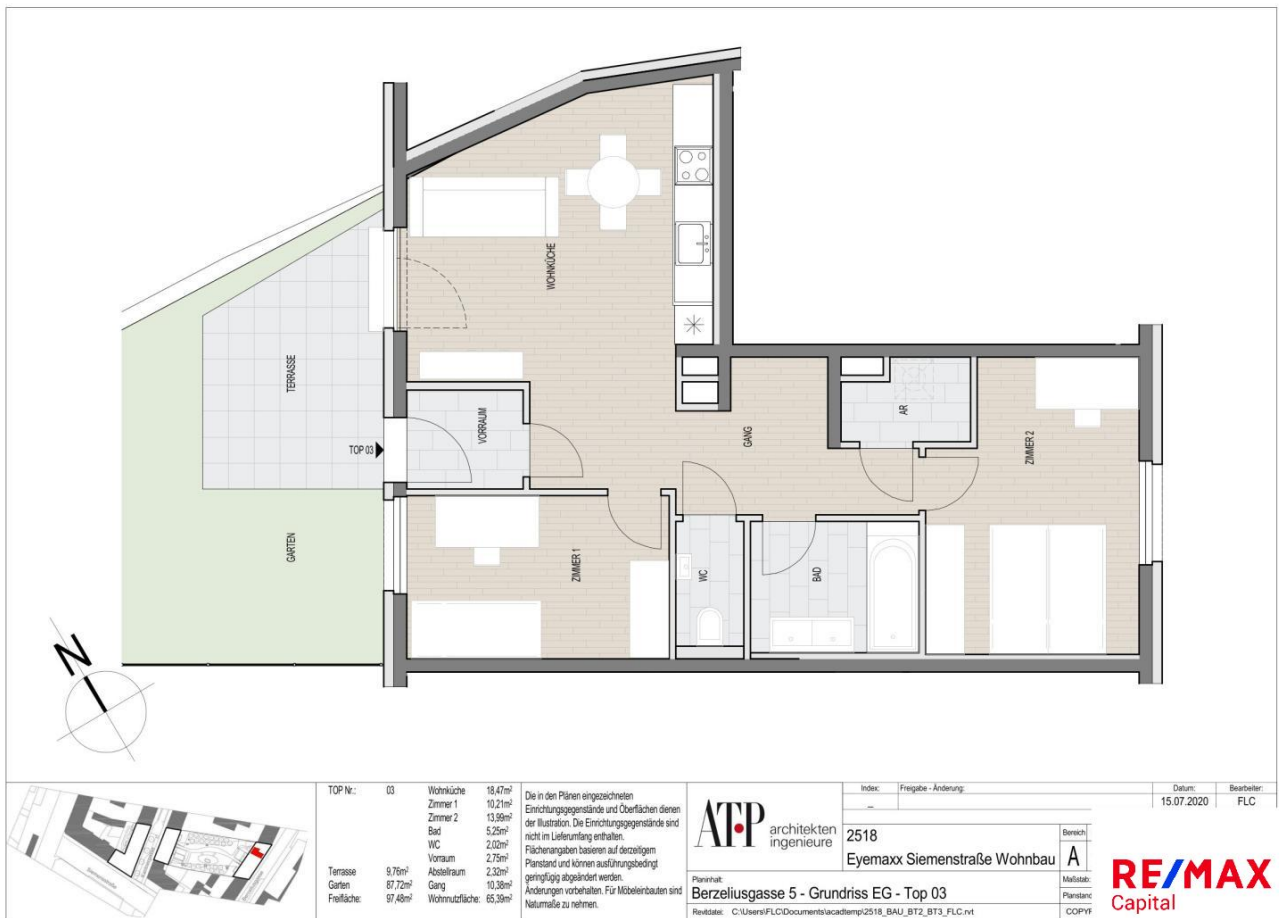 WOHNKÜCHE
TERRASSE
VORRAUM
TOP 03
GANG
AR
ZIMMER 2
GARTEN
ZIMMER 1
WC
BAD
N
Siemensstraße
TOP Nr.: 03
Terrasse 9,76m²
Garten 87,72m²
Freifläche: 97,48m²
Wohnküche 18,47m²
Zimmer 1 10,21m²
Zimmer 2 13,99m²
Bad 5,25m²
WC 2,02m²
Vorraum 2,75m²
Abstellraum 2,32m²
Gang 10,38m²
Wohnnutzfläche: 65,39m²
Die in den Plänen eingezeichneten
Einrichtungsgegenstände und Oberflächen dienen
der Illustration. Die Einrichtungsgegenstände sind
nicht im Lieferumfang enthalten.
Flächenangaben basieren auf derzeitigem
Planstand und können ausführungsbedingt
geringfügig abgeändert werden.
Änderungen vorbehalten. Für Möbeleinbauten sind
Naturmaße zu nehmen.
ATP architekten
ingenieure
Index: Freigabe - Änderung: Datum: Bearbeiter:
_ 15.07.2020 FLC
2518
Eyemaxx Siemenstraße Wohnbau
Bereich
A
Planinhalt:
Berzeliusgasse 5 - Grundriss EG - Top 03
Maßstab:
Planstand
Revitdatei: C:\Users\FLC\Documents\acadtemp\2518_BAU_BT2_BT3_FLC.rvt
COPYR
RE/MAX
Capital